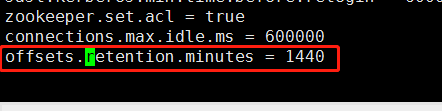 zookeeper.set.acl = true
connections.max.idle.ms = 600000
offsets.retention.minutes = 1440